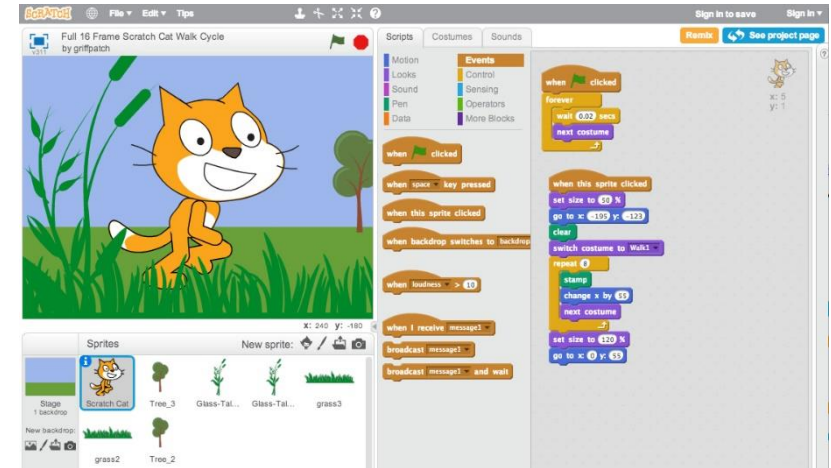 SCRATCH File▼ Edit▼ Tips Sign in to save Sign in▼
Full 16 Frame Scratch Cat Walk Cycle
by griffpatch
v311
X: 240 y: -180
Sprites New sprite:
Stage
1 backdrop
New backdrop:
Scratch Cat
Tree_3
Glass-Tal...
Glass-Tal...
grass3
grass2
Tree_2
Scripts Costumes Sounds
Remix See project page
Motion Events
Looks Control
Sound Sensing
Pen Operators
Data More Blocks
when clicked
when space key pressed
when this sprite clicked
when backdrop switches to backdrop
when loudness > 10
when I receive message1
broadcast message1
broadcast message1 and wait
when clicked
forever
wait 0.02 secs
next costume
x: 5
y: 1
when this sprite clicked
set size to 50 %
go to x: -195 y: -123
clear
switch costume to Walk1
repeat 8
stamp
change x by 55
next costume
set size to 120 %
go to x: 0 y: 55